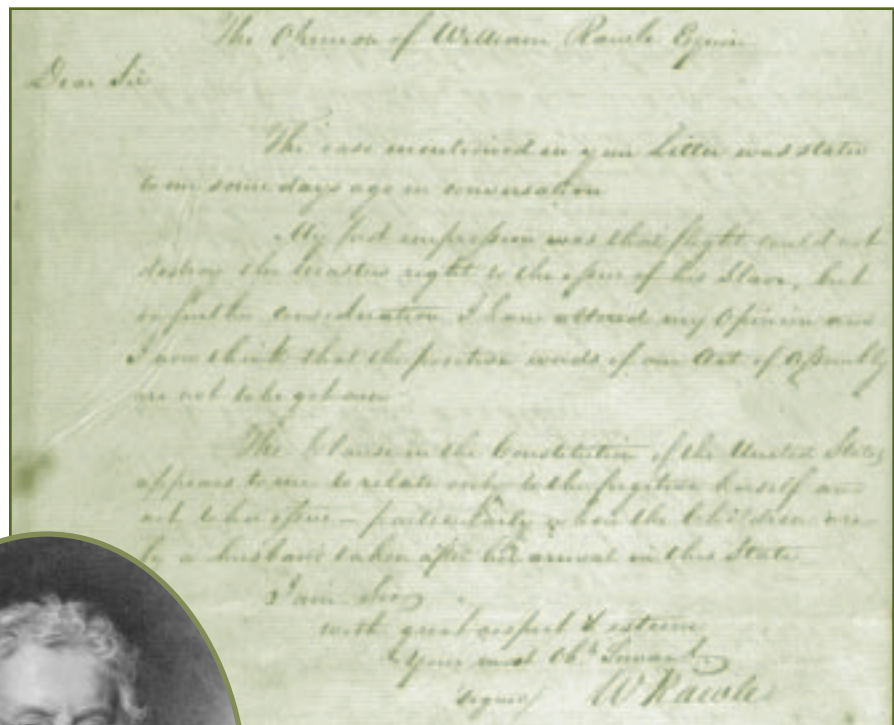 The Opinion of William Rawle Esquire
Dear Sir
The case mentioned in your Letter was stated
to me some days ago in conversation
My first impression was that flight could not
destroy the masters right to the issue of his Slave, but
on further consideration I have altered my Opinion and
I now think that the positive words of our Act of Assembly
are not to be got over
The Clause in the Constitution of the United States
appears to me to relate only to the fugitive herself and
not to her issue – particularly when the Children are
by a husband taken after her arrival in this State
I am Sir
with great respect & esteem
Your most Obt Servant
signed/ W Rawle